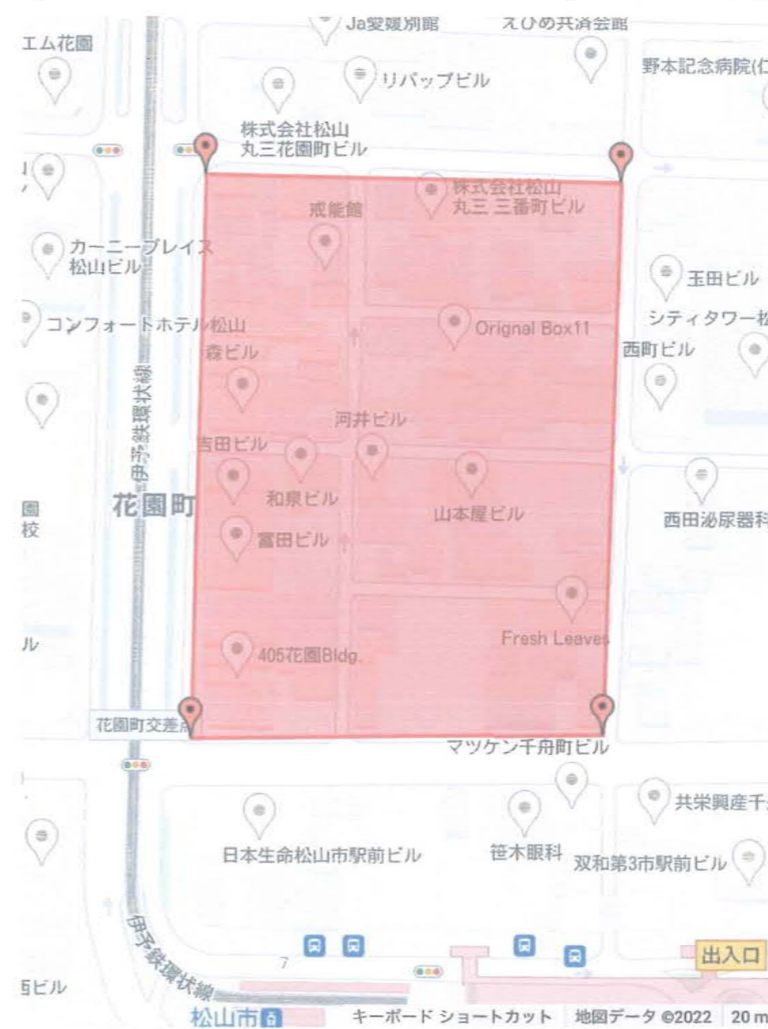 Ja愛媛別館
えひめ共済会館
エム花園
リバップビル
野本記念病院(仁
株式会社松山
丸三花園町ビル
株式会社松山
丸三 三番町ビル
戒能館
カーニープレイス
松山ビル
玉田ビル
コンフォートホテル松山
Orignal Box11
シティタワー松
森ビル
西町ビル
伊予鉄環状線
河井ビル
吉田ビル
和泉ビル
花園町
山本屋ビル
園
校
西田泌尿器科
冨田ビル
ル
Fresh Leaves
405花園Bldg.
花園町交差点
マツケン千舟町ビル
共栄興産千
日本生命松山市駅前ビル
笹木眼科
双和第3市駅前ビル
伊予鉄環状線
7
出入口
西ビル
松山市
キーボード ショートカット
地図データ ©2022
20 m